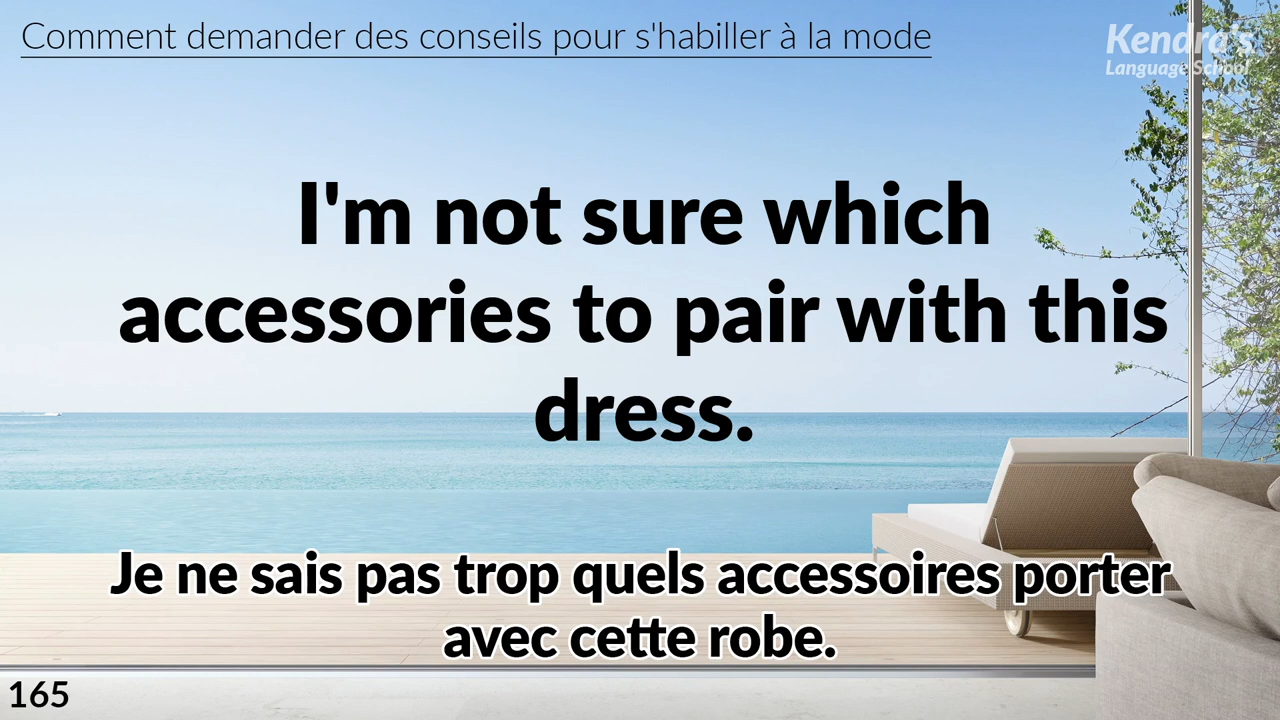 Comment demander des conseils pour s'habiller à la mode
Kendra's
Language School
I'm not sure which
accessories to pair with this
dress.
Je ne sais pas trop quels accessoires porter
avec cette robe.
165